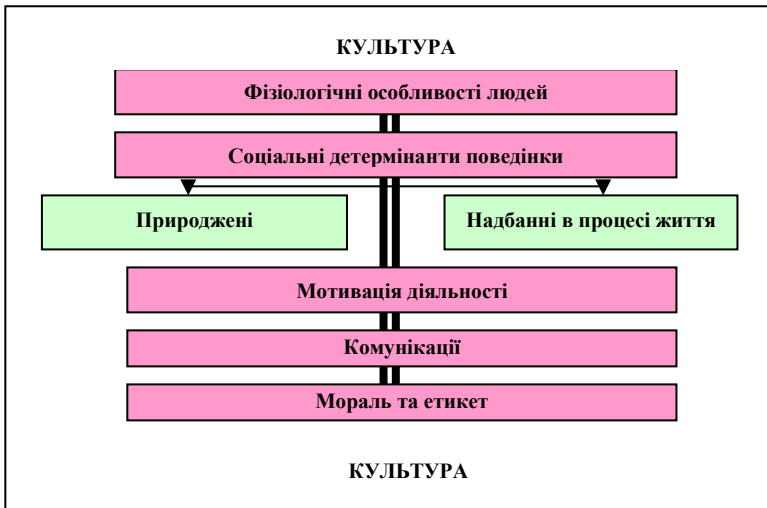 КУЛЬТУРА
Фізіологічні особливості людей
Соціальні детермінанти поведінки
Природжені
Надбанні в процесі життя
Мотивація діяльності
Комунікації
Мораль та етикет
КУЛЬТУРА